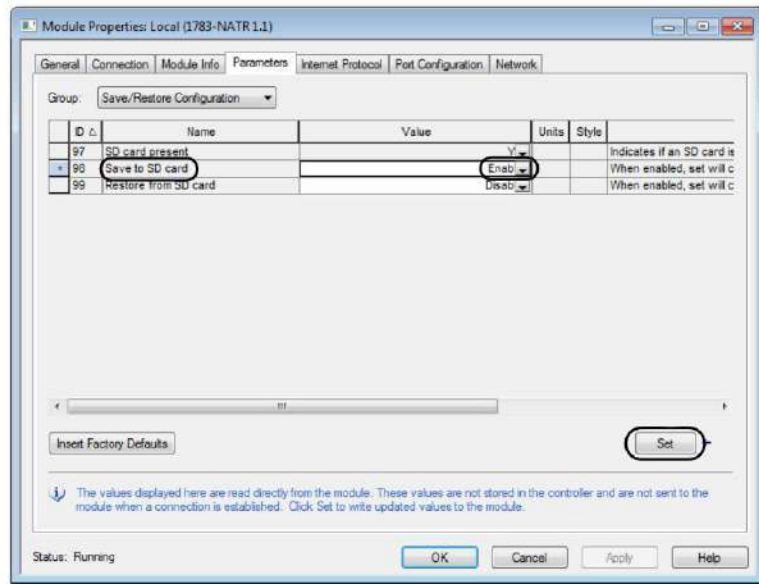 Module Properties: Local (1783-NATR 1.1)
General Connection Module Info Parameters Internet Protocol Port Configuration Network
Group: Save/Restore Configuration
ID Name Value Units Style
97 SD card present Y Indicates if an SD card is
* 98 Save to SD card Enab When enabled, set will c
99 Restore from SD card Disab When enabled, set will c
Insert Factory Defaults Set
The values displayed here are read directly from the module. These values are not stored in the controller and are not sent to the
module when a connection is established. Click Set to write updated values to the module.
Status: Running OK Cancel Apply Help